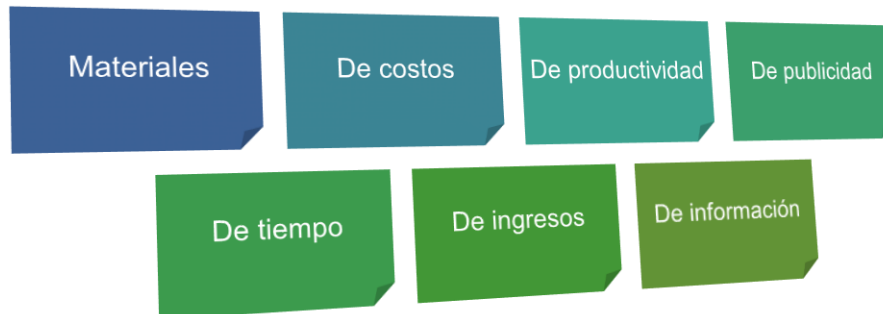 Materiales
De costos
De productividad
De publicidad
De tiempo
De ingresos
De información